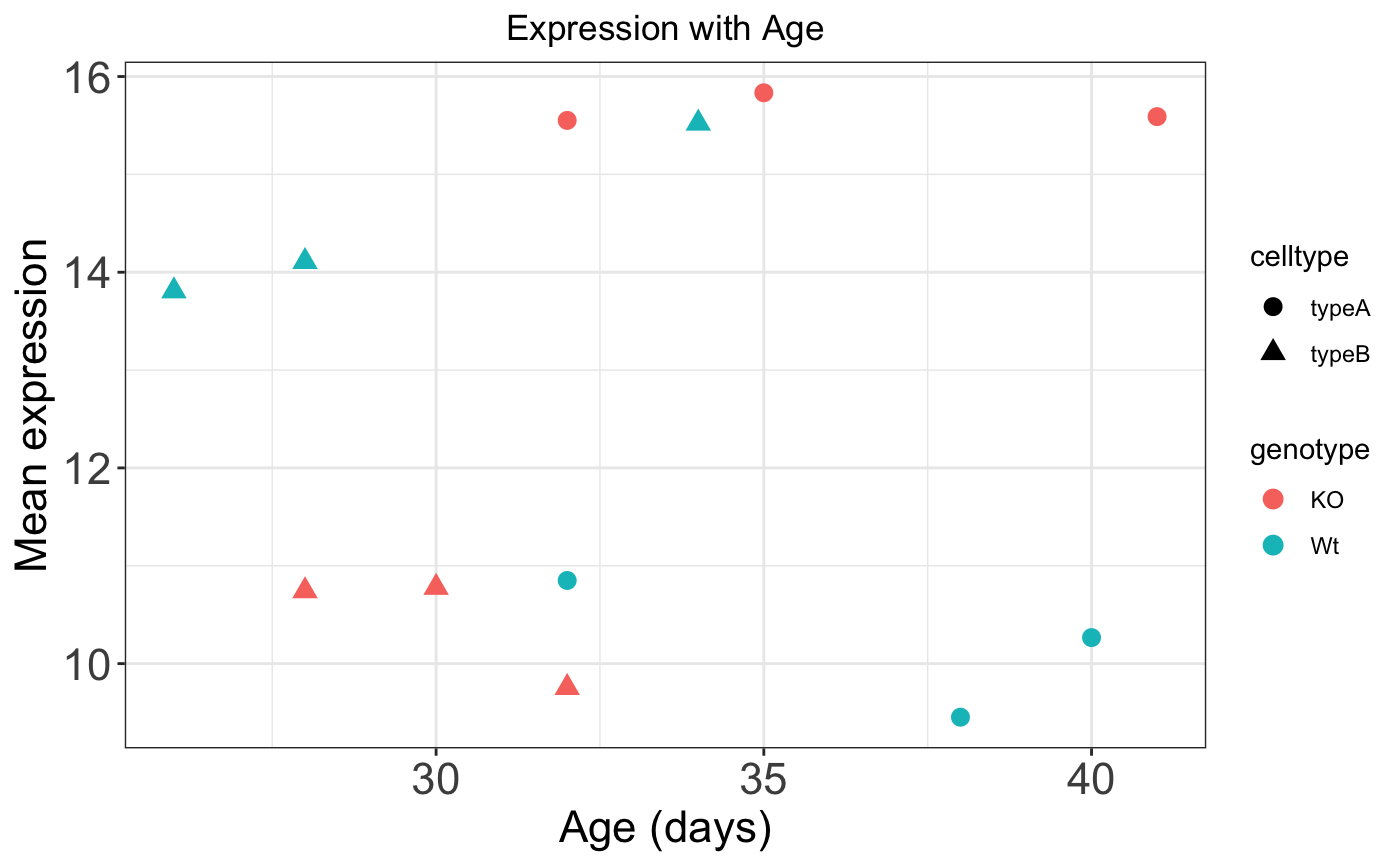 Expression with Age
16
14
12
10
Mean expression
30 35 40
Age (days)
celltype
typeA
typeB
genotype
KO
Wt